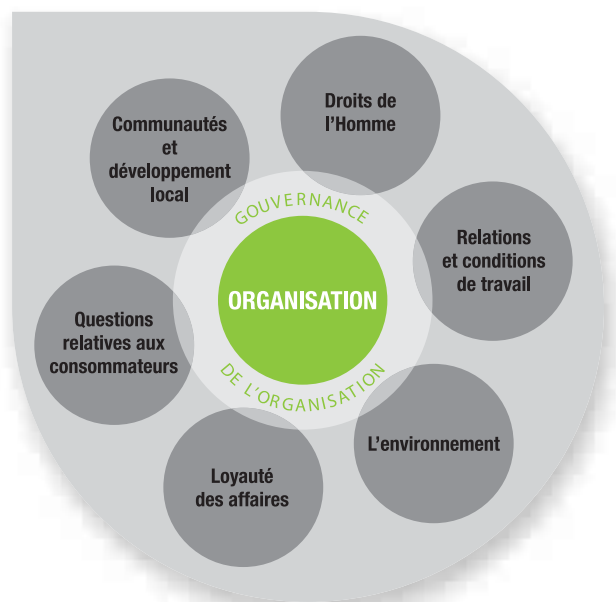 Droits de
l'Homme
Communautés
et
développement
local
GOUVERNANCE
Relations
et conditions
de travail
ORGANISATION
Questions
relatives aux
consommateurs
DE L'ORGANISATION
L'environnement
Loyauté
des affaires